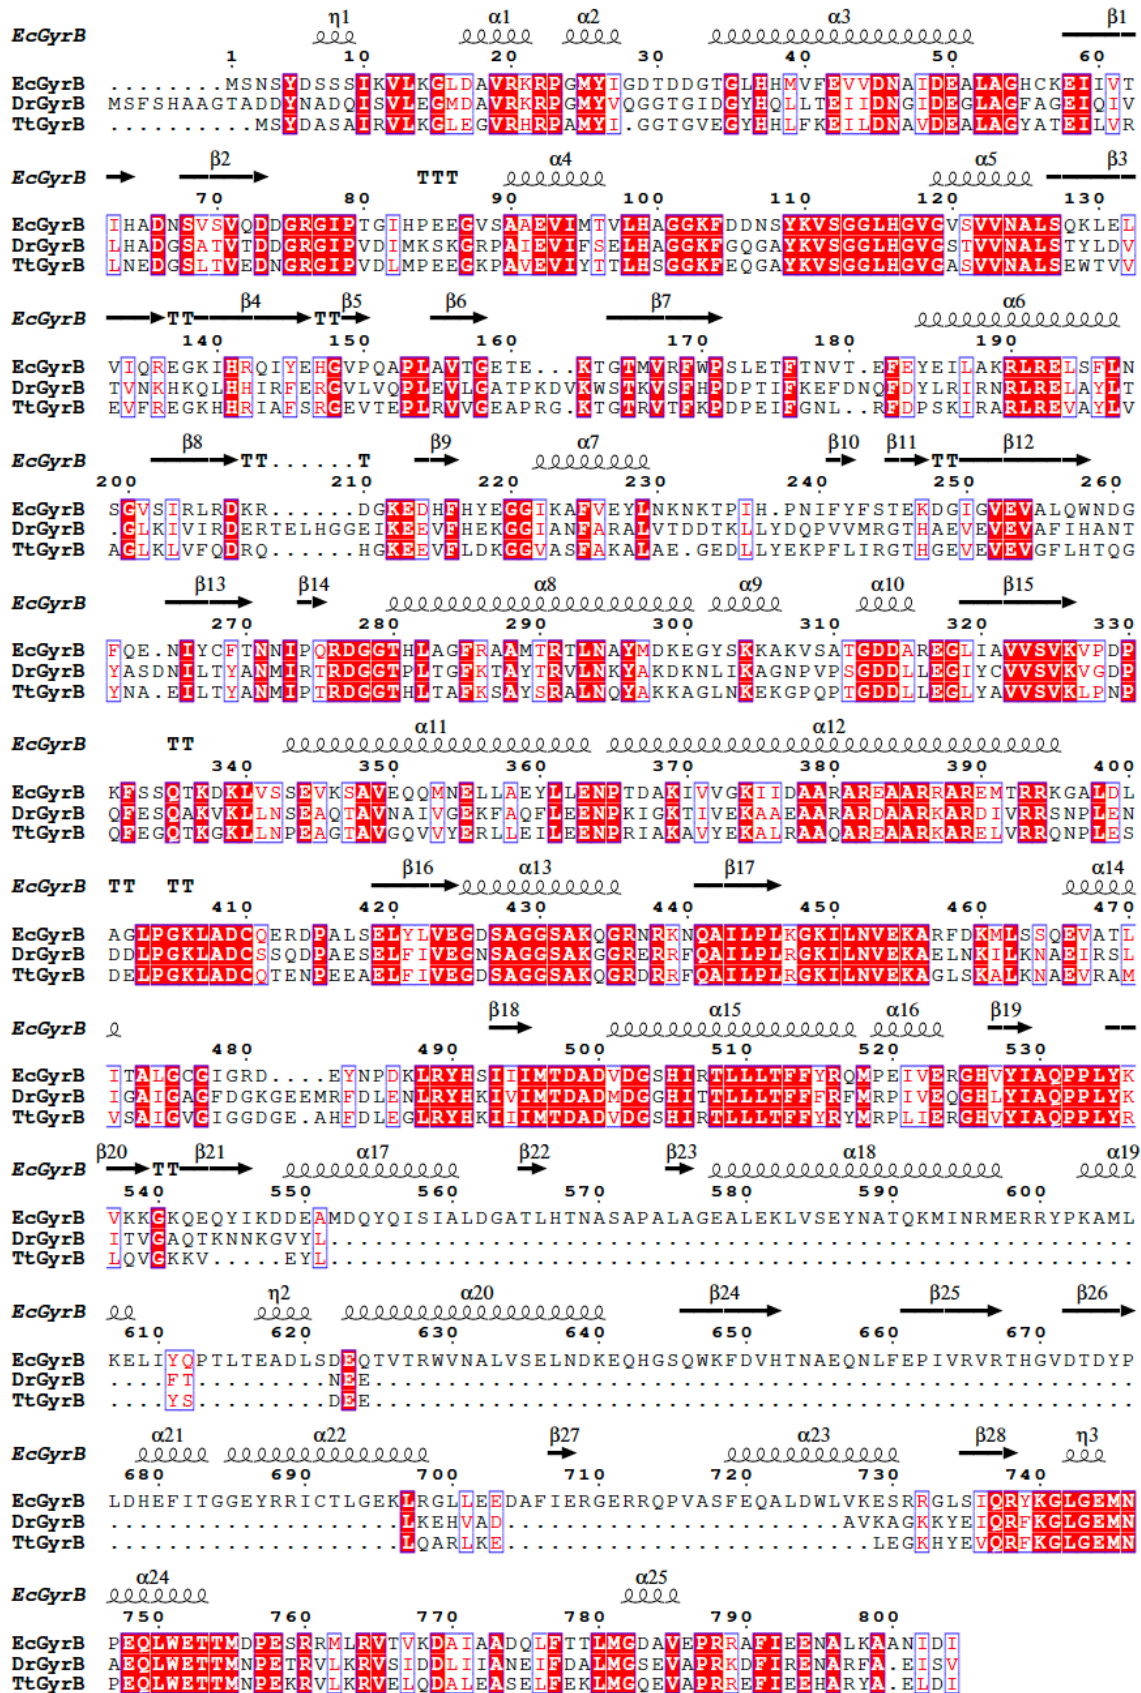 η1 α1 α2 α3 β1
EcGyrB
1 10 20 30 40 50 60
EcGyrB ........MSNSYDSSSIKVLKGLDAVRKRPGMYIGDTDDGTGLHHMVFEVVDNAIDEALAGHCKEIIVT
DrGyrB MSFSHAAGTADDYNADQISVLEGMDAVRKRPGMYVQGGTGIDGYHQLLTEIIDNGIDEGLAGFAGEIQIV
TtGyrB ..........MSYDASAIRVLKGLEGVRHRPAMYI.GGTGVEGYHHLFKEILDNAVDEALAGYATEILVR
β2 α4 α5 β3
EcGyrB TTT
70 80 90 100 110 120 130
EcGyrB IHADNSVSVQDDGRGIPTGIHPEEGVSAAEVIMTVLHAGGKFDDNSYKVSGGLHGVGVSVVNALSQKLEL
DrGyrB LHADGSATVTDDGRGIPVDIMKSKGRPAIEVIFSELHAGGKFGQGAYKVSGGLHGVGSTVVNALSTYLDV
TtGyrB LNEDGSLTVEDNGRGIPVDLMPEEGKPAVEVIYTTLHSGGKFEQGAYKVSGGLHGVGASVVNALSEWTVV
β4 β5 β6 β7 α6
EcGyrB TT TT
140 150 160 170 180 190
EcGyrB VIQREGKIHRQIYEHGVPQAPLAVTGETE...KTGTMVRFWPSLETFTNVT.EFEYEILAKRLRELSFLN
DrGyrB TVNKHKQLHHIRFERGVLVQPLEVLGATPKDVKWSTKVSFHPDPTIFKEFDNQFDYLRIRNRLRELAYLT
TtGyrB EVFREGKHHRIAFSRGEVTEPLRVVGEAPRG.KTGTRVTFKPDPEIFGNL..RFDPSKIRARLREVAYLV
β8 β9 α7 β10 β11 β12
EcGyrB TT......T TT
200 210 220 230 240 250 260
EcGyrB SGVSIRLRDKR......DGKEDHFHYEGGIKAFVEYLNKNKTPIH.PNIFYFSTEKDGIGVEVALQWNDG
DrGyrB .GLKIVIRDERTELHGGEIKEEVFHEKGGIANFARALVTDDTKLLYDQPVVMRGTHAEVEVEVAFIHANT
TtGyrB AGLKLVFQDRQ......HGKEEVFLDKGGVASFAKALAE.GEDLLYEKPFLIRGTHGEVEVEVGFLHTQG
β13 β14 α8 α9 α10 β15
EcGyrB
270 280 290 300 310 320 330
EcGyrB FQE.NIYCFTNNIPQRDGGTHLAGFRAAMTRTLNAYMDKEGYSKKAKVSATGDDAREGLIAVVSVKVPDP
DrGyrB YASDNILTYANMIRTRDGGTPLTGFKTAYTRVLNKYAKDKNLIKAGNPVPSGDDLLEGIYCVVSVKVGDP
TtGyrB YNA.EILTYANMIPTRDGGTHLTAFKSAYSRALNQYAKKAGLNKEKGPQPTGDDLLEGLYAVVSVKLPNP
α11 α12
EcGyrB TT
340 350 360 370 380 390 400
EcGyrB KFSSQTKDKLVSSEVKSAVEQQMNELLAEYLLENPTDAKIVVGKIIDAARAREAARRAREMTRRKGALDL
DrGyrB QFESQAKVKLLNSEAQTAVNAIVGEKFAQFLEENPKIGKTIVEKAAEAARARDAARKARDIVRRSNPLEN
TtGyrB QFEGQTKGKLLNPEAGTAVGQVVYERLLEILEENPRIAKAVYEKALRAAQAREAARKARELVRRQNPLES
β16 α13 β17 α14
EcGyrB TT TT
410 420 430 440 450 460 470
EcGyrB AGLPGKLADCQERDPALSELYLVEGDSAGGSAKQGRNRKNQAILPLKGKILNVEKARFDKMLSSQEVATL
DrGyrB DDLPGKLADCSSQDPAESELFIVEGNSAGGSAKGGRERRFQAILPLRGKILNVEKAELNKILKNAEIRSL
TtGyrB DELPGKLADCQTENPEEAELFIVEGDSAGGSAKQGRDRRFQAILPLRGKILNVEKAGLSKALKNAEVRAM
β18 α15 α16 β19
EcGyrB
480 490 500 510 520 530
EcGyrB ITALGCGIGRD....EYNPDKLRYHSIIIMTDADVDGSHIRTLLLTFFYRQMPEIVERGHVYIAQPPLYK
DrGyrB IGAIGAGFDGKGEEMRFDLENLRYHKIVIMTDADMDGGHITTLLLTFFFRFMRPIVEQGHLYIAQPPLYK
TtGyrB VSAIGVGIGGDGE.AHFDLEGLRYHKIIIMTDADVDGSHIRTLLLTFFYRYMRPLIERGHVYIAQPPLYR
β20 β21 α17 β22 β23 α18 α19
EcGyrB TT
540 550 560 570 580 590 600
EcGyrB VKKGKQEQYIKDDEAMDQYQISIALDGATLHTNASAPALAGEALEKLVSEYNATQKMINRMERRYPKAML
DrGyrB ITVGAQTKNNKGVYL.......................................................
TtGyrB LQVGKKV.....EYL.......................................................
η2 α20 β24 β25 β26
EcGyrB
610 620 630 640 650 660 670
EcGyrB KELIYQPTLTEADLSDEQTVTRWVNALVSELNDKEQHGSQWKFDVHTNAEQNLFEPIVRVRTHGVDTDYP
DrGyrB ....FT.........NEE....................................................
TtGyrB ....YS.........DEE....................................................
α21 α22 β27 α23 β28 η3
EcGyrB
680 690 700 710 720 730 740
EcGyrB LDHEFITGGEYRRICTLGEKLRGLLEEDAFIERGERRQPVASFEQALDWLVKESRRGLSIQRYKGLGEMN
DrGyrB ....................LKEHVAD.......................AVKAGKKYEIQRFKGLGEMN
TtGyrB ....................LQARLKE.........................LEGKHYEVQRFKGLGEMN
α24 α25
EcGyrB
750 760 770 780 790 800
EcGyrB PEQLWETTMDPESRRMLRVTVKDAIAADQLFTTLMGDAVEPRRAFIEENALKAANIDI
DrGyrB AEQLWETTMNPETRVLKRVSIDDLIIANEIFDALMGSEVAPRKDFIRENARFA.EISV
TtGyrB PEQLWETTMNPEKRVLKRVELQDALEASELFEKLMGQEVAPRREFIEEHARYA.ELDI